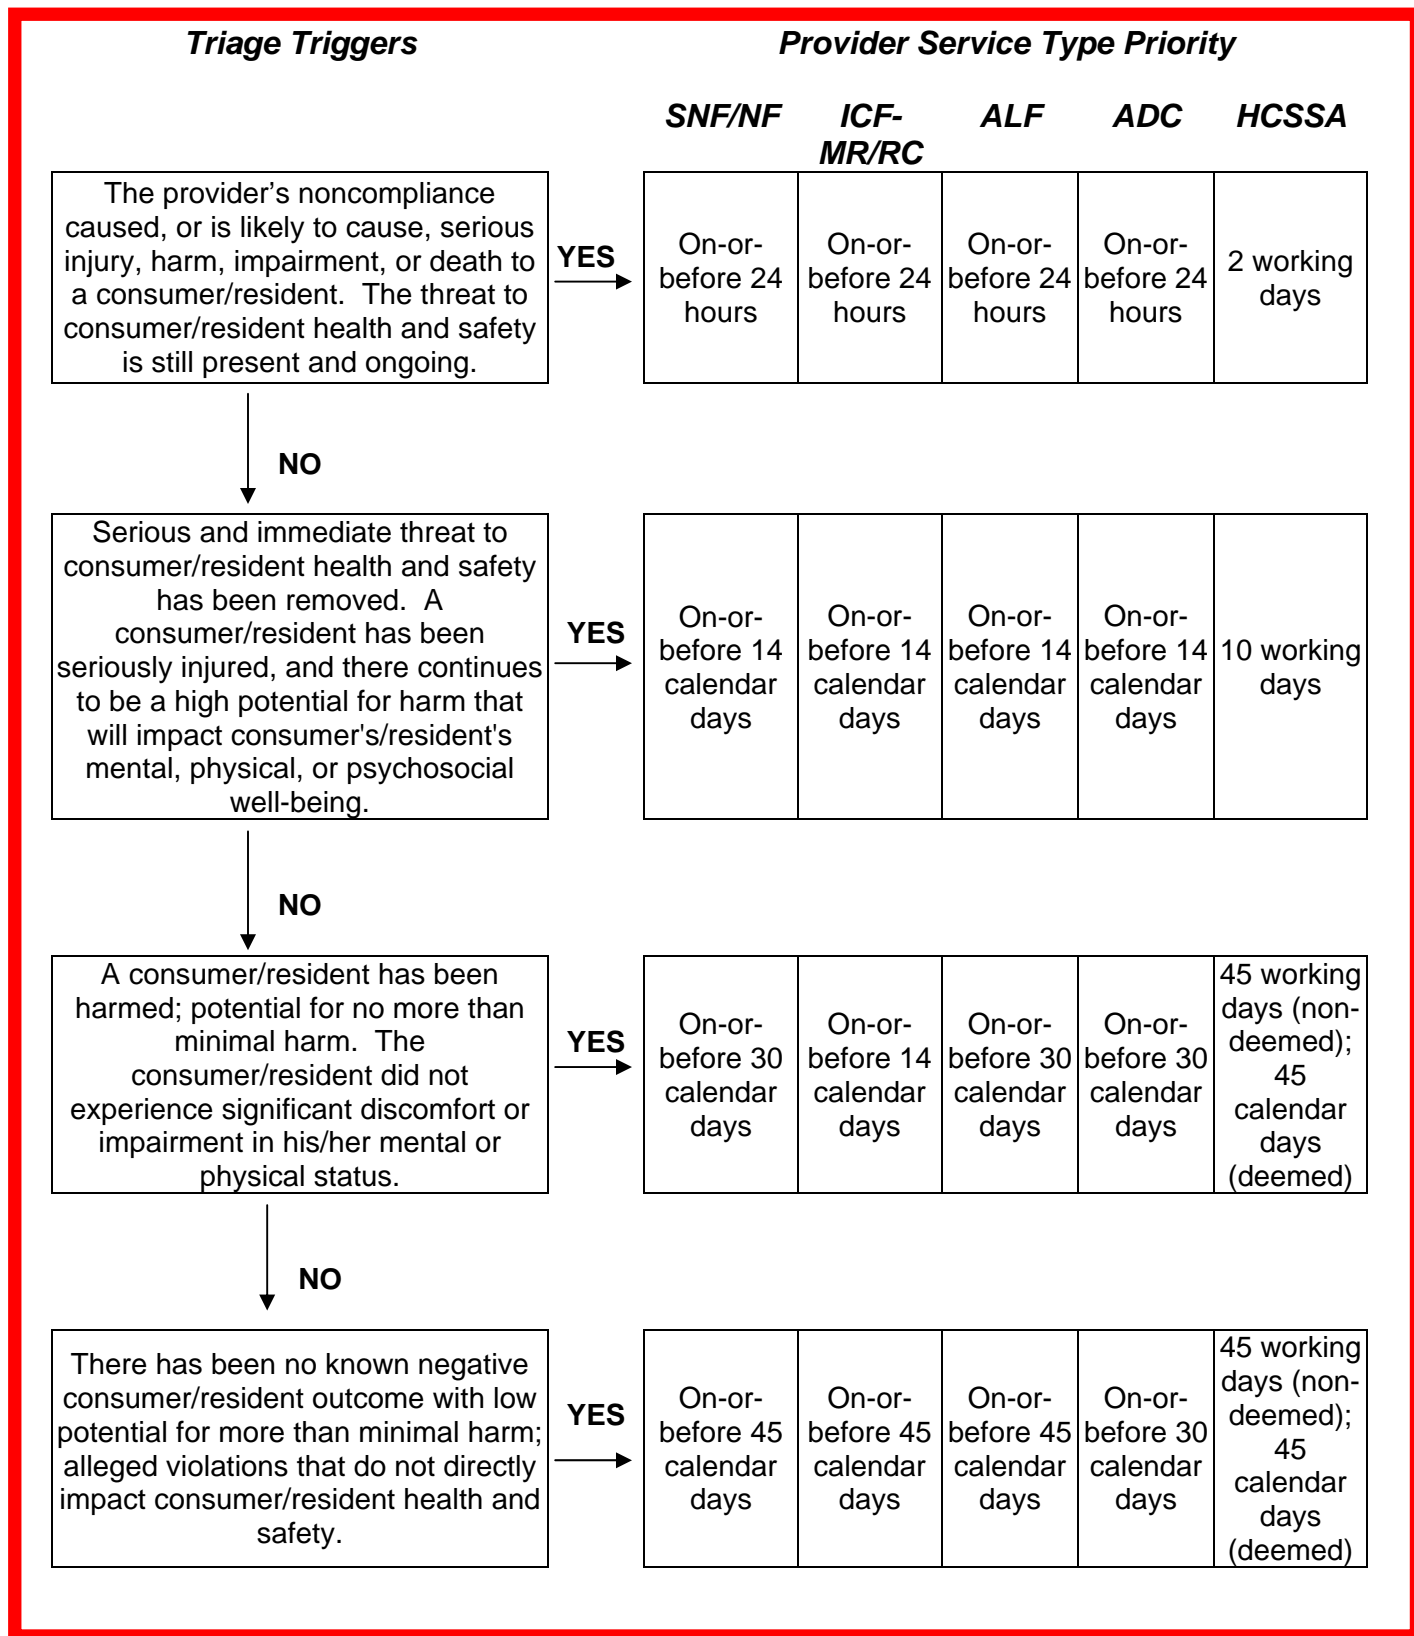 Triage Triggers
Provider Service Type Priority
SNF/NF
ICF-
MR/RC
ALF
ADC
HCSSA
The provider’s noncompliance
caused, or is likely to cause, serious
injury, harm, impairment, or death to
a consumer/resident.  The threat to
consumer/resident health and safety
is still present and ongoing.
YES
On-or-
before 24
hours
On-or-
before 24
hours
On-or-
before 24
hours
On-or-
before 24
hours
2 working
days
NO
Serious and immediate threat to
consumer/resident health and safety
has been removed.  A
consumer/resident has been
seriously injured, and there continues
to be a high potential for harm that
will impact consumer's/resident's
mental, physical, or psychosocial
well-being.
YES
On-or-
before 14
calendar
days
On-or-
before 14
calendar
days
On-or-
before 14
calendar
days
On-or-
before 14
calendar
days
10 working
days
NO
A consumer/resident has been
harmed; potential for no more than
minimal harm.  The
consumer/resident did not
experience significant discomfort or
impairment in his/her mental or
physical status.
YES
On-or-
before 30
calendar
days
On-or-
before 14
calendar
days
On-or-
before 30
calendar
days
On-or-
before 30
calendar
days
45 working
days (non-
deemed);
45
calendar
days
(deemed)
NO
There has been no known negative
consumer/resident outcome with low
potential for more than minimal harm;
alleged violations that do not directly
impact consumer/resident health and
safety.
YES
On-or-
before 45
calendar
days
On-or-
before 45
calendar
days
On-or-
before 45
calendar
days
On-or-
before 30
calendar
days
45 working
days (non-
deemed);
45
calendar
days
(deemed)